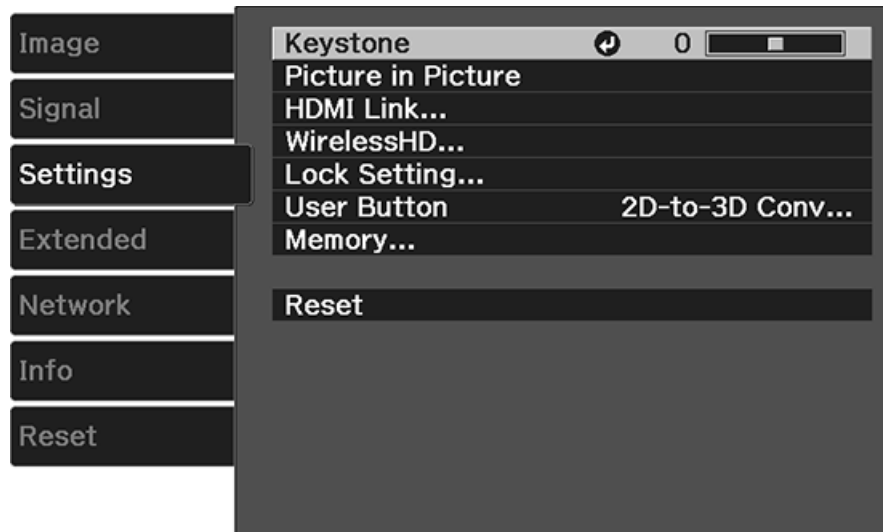 Image
Signal
Settings
Extended
Network
Info
Reset
Keystone 0
Picture in Picture
HDMI Link...
WirelessHD...
Lock Setting...
User Button 2D-to-3D Conv...
Memory...
Reset